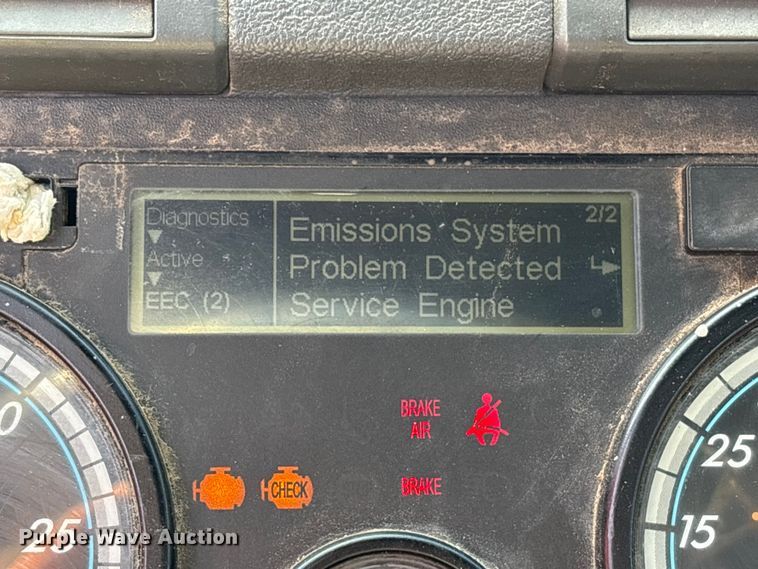 Diagnostics
Active
EEC (2)
2/2
Emissions System
Problem Detected
Service Engine
BRAKE
AIR
CHECK
BRAKE
0
25
25
15
Purple Wave Auction